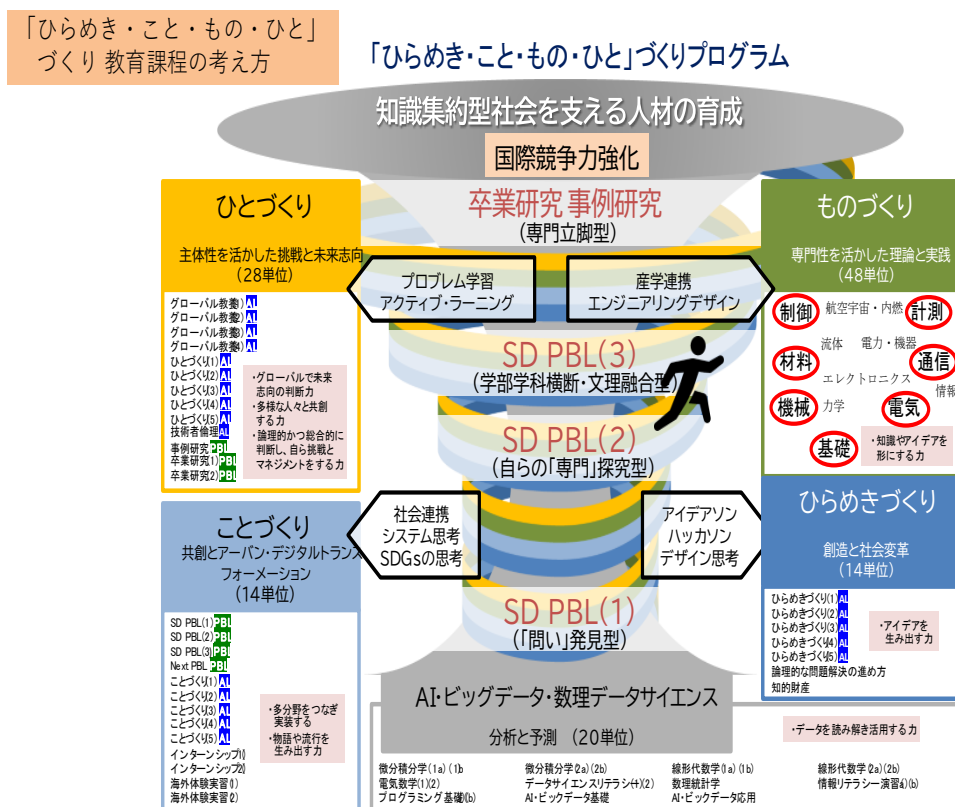 「ひらめき・こと・もの・ひと」
づくり 教育課程の考え方
「ひらめき・こと・もの・ひと」づくりプログラム
知識集約型社会を支える人材の育成
国際競争力強化
卒業研究 事例研究
(専門立脚型)
プロブレム学習
アクティブ・ラーニング
産学連携
エンジニアリングデザイン
SD PBL(3)
(学部学科横断・文理融合型)
SD PBL(2)
(自らの「専門」探究型)
社会連携
システム思考
SDGsの思考
アイデアソン
ハッカソン
デザイン思考
SD PBL(1)
(「問い」発見型)
ひとづくり
主体性を活かした挑戦と未来志向
(28単位)
グローバル教養(1) AL
グローバル教養(2) AL
グローバル教養(3) AL
グローバル教養(4) AL
ひとづくり(1) AL
ひとづくり(2) AL
ひとづくり(3) AL
ひとづくり(4) AL
ひとづくり(5) AL
技術者倫理 AL
事例研究 PBL
卒業研究(1) PBL
卒業研究(2) PBL
・グローバルで未来
志向の判断力
・多様な人々と共創
する力
・論理的かつ総合的に
判断し、自ら挑戦と
マネジメントをする力
ものづくり
専門性を活かした理論と実践
(48単位)
制御 航空宇宙・内燃 計測
流体 電力・機器
材料 通信
エレクトロニクス
情報
機械 力学 電気
基礎
・知識やアイデアを
形にする力
ことづくり
共創とアーバン・デジタルトランス
フォーメーション
(14単位)
SD PBL(1) PBL
SD PBL(2) PBL
SD PBL(3) PBL
Next PBL PBL
ことづくり(1) AL
ことづくり(2) AL
ことづくり(3) AL
ことづくり(4) AL
ことづくり(5) AL
インターンシップ(1)
インターンシップ(2)
海外体験実習(1)
海外体験実習(2)
・多分野をつなぎ
実装する
・物語や流行を
生み出す力
ひらめきづくり
創造と社会変革
(14単位)
ひらめきづくり(1) AL
ひらめきづくり(2) AL
ひらめきづくり(3) AL
ひらめきづくり(4) AL
ひらめきづくり(5) AL
論理的な問題解決の進め方
知的財産
・アイデアを
生み出す力
AI・ビッグデータ・数理データサイエンス
分析と予測 (20単位)
・データを読み解き活用する力
微分積分学(1a)(1b)
電気数学(1)(2)
プログラミング基礎(a)(b)
微分積分学(2a)(2b)
データサイエンスリテラシー(1)(2)
AI・ビックデータ基礎
線形代数学(1a)(1b)
数理統計学
AI・ビックデータ応用
線形代数学(2a)(2b)
情報リテラシー演習(a)(b)